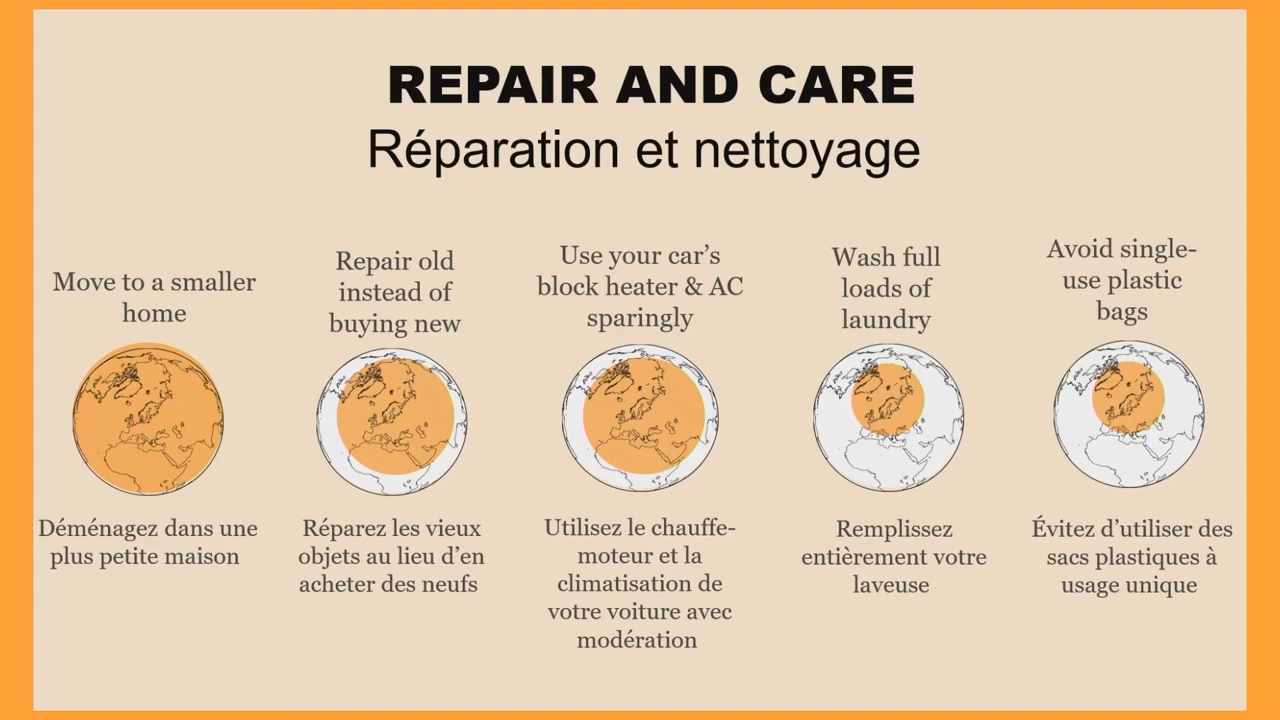 REPAIR AND CARE
Réparation et nettoyage
Move to a smaller
home
Repair old
instead of
buying new
Use your car’s
block heater & AC
sparingly
Wash full
loads of
laundry
Avoid single-
use plastic
bags
Déménagez dans une
plus petite maison
Réparez les vieux
objets au lieu d’en
acheter des neufs
Utilisez le chauffe-
moteur et la
climatisation de
votre voiture avec
modération
Remplissez
entièrement votre
laveuse
Évitez d’utiliser des
sacs plastiques à
usage unique